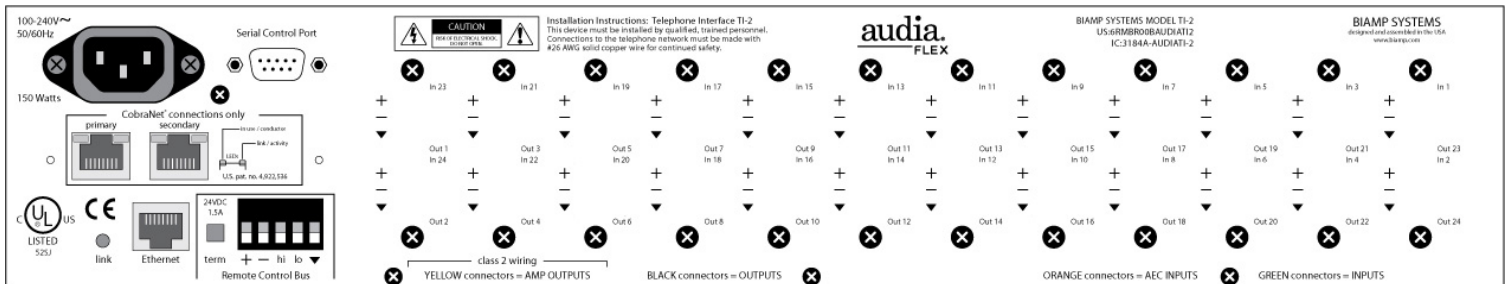 100-240V~
50/60Hz
150 Watts
Serial Control Port
CobraNet' connections only
primary
secondary
in use / conductor
link / activity
LEDs
U.S. pat. no. 4,922,536
C UL US
®
LISTED
525J
CE
link
Ethernet
24VDC
1.5A
term
+ − hi lo ▼
Remote Control Bus
CAUTION
RISK OF ELECTRICAL SHOCK.
DO NOT OPEN.
Installation Instructions: Telephone Interface TI-2
This device must be installed by qualified, trained personnel.
Connections to the telephone network must be made with
#26 AWG solid copper wire for continued safety.
audia.
FLEX
BIAMP SYSTEMS MODEL TI-2
US:6RMBR00BAUDIATI2
IC:3184A-AUDIATI-2
BIAMP SYSTEMS
designed and assembled in the USA
www.biamp.com
In 23 In 21 In 19 In 17 In 15 In 13 In 11 In 9 In 7 In 5 In 3 In 1
+ + + + + + + + + + + +
− − − − − − − − − − − −
▼ ▼ ▼ ▼ ▼ ▼ ▼ ▼ ▼ ▼ ▼ ▼
Out 1 Out 3 Out 5 Out 7 Out 9 Out 11 Out 13 Out 15 Out 17 Out 19 Out 21 Out 23
In 24 In 22 In 20 In 18 In 16 In 14 In 12 In 10 In 8 In 6 In 4 In 2
+ + + + + + + + + + + +
− − − − − − − − − − − −
▼ ▼ ▼ ▼ ▼ ▼ ▼ ▼ ▼ ▼ ▼ ▼
Out 2 Out 4 Out 6 Out 8 Out 10 Out 12 Out 14 Out 16 Out 18 Out 20 Out 22 Out 24
class 2 wiring
YELLOW connectors = AMP OUTPUTS
BLACK connectors = OUTPUTS
ORANGE connectors = AEC INPUTS
GREEN connectors = INPUTS